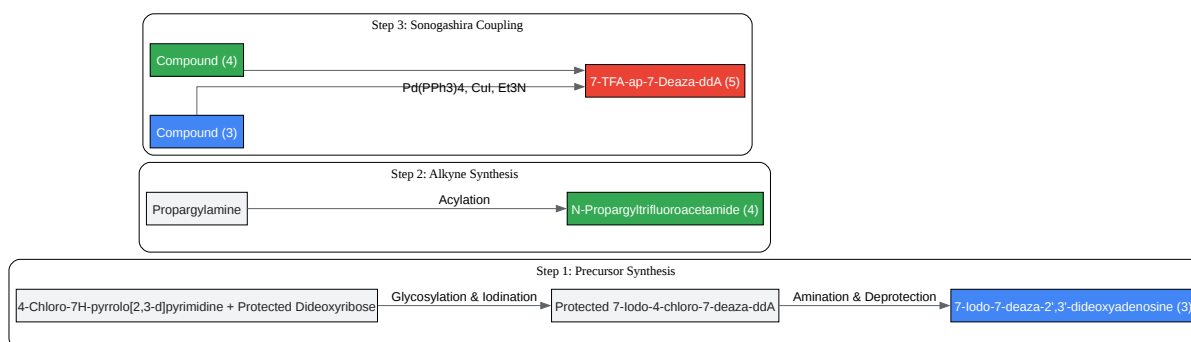 Step 3: Sonogashira Coupling
Compound (4)
7-TFA-ap-7-Deaza-ddA (5)
Pd(PPh3)4, CuI, Et3N
Compound (3)
Step 2: Alkyne Synthesis
Propargylamine
Acylation
N-Propargyltrifluoroacetamide (4)
Step 1: Precursor Synthesis
4-Chloro-7H-pyrrolo[2,3-d]pyrimidine + Protected Dideoxyribose
Glycosylation & Iodination
Protected 7-Iodo-4-chloro-7-deaza-ddA
Amination & Deprotection
7-Iodo-7-deaza-2',3'-dideoxyadenosine (3)